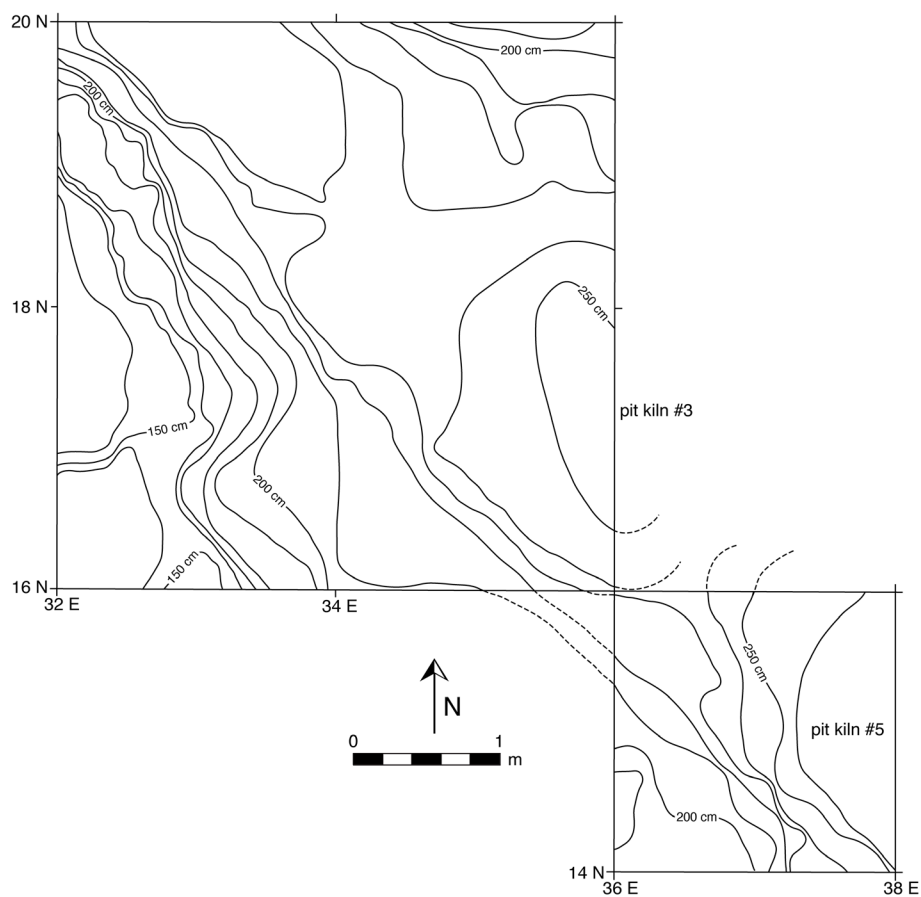 20 N
200 cm
200 cm
250 cm
18 N
pit kiln #3
150 cm
200 cm
150 cm
16 N
32 E
34 E
250 cm
N
pit kiln #5
0
1
m
200 cm
14 N
36 E
38 E